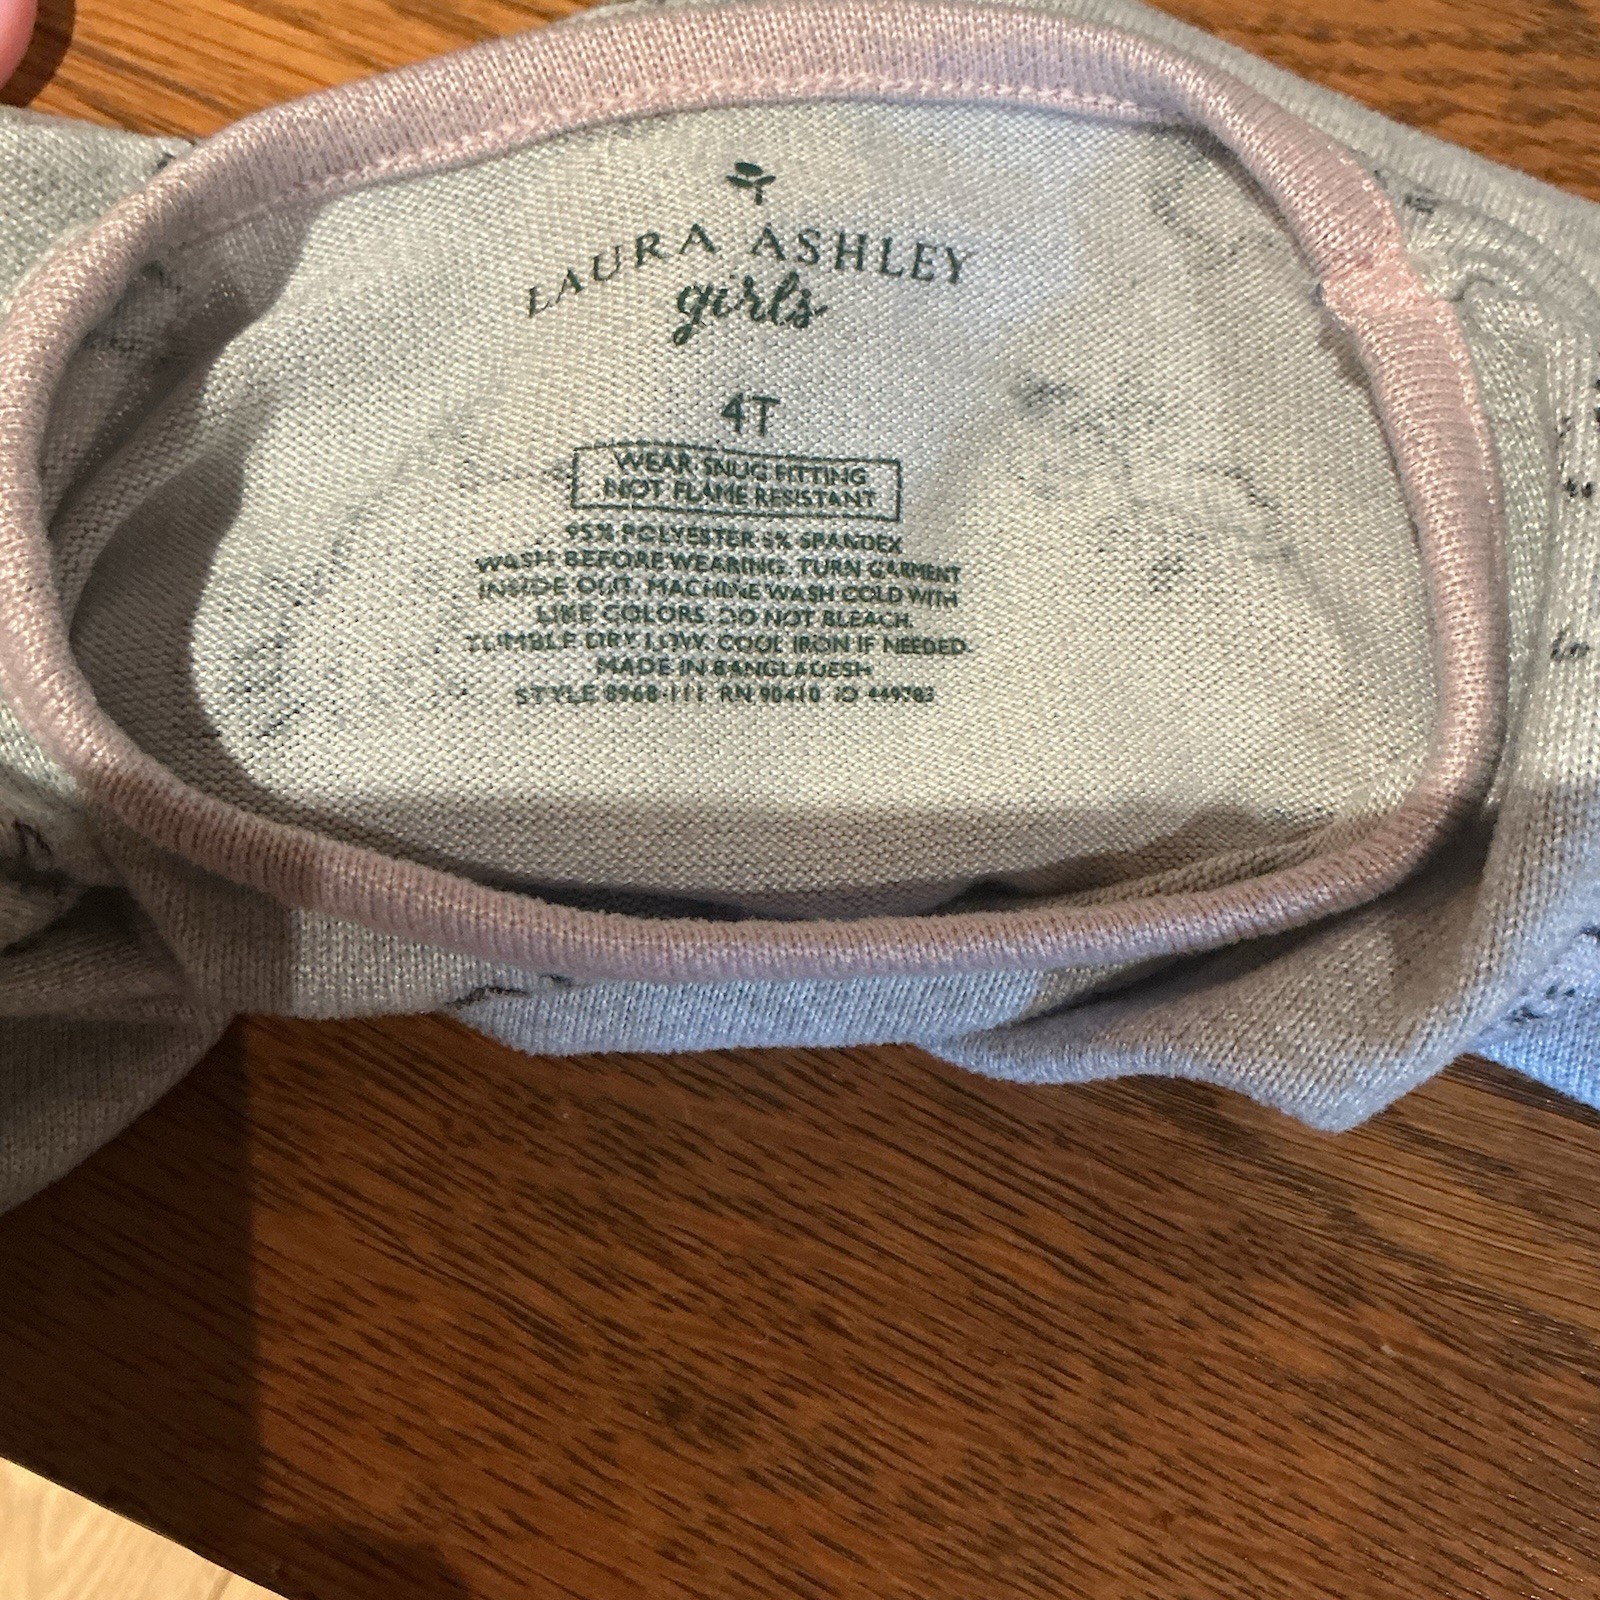 LAURA ASHLEY
girls
4T
WEAR SNUG FITTING
NOT FLAME RESISTANT
95% POLYESTER 5% SPANDEX
WASH BEFORE WEARING. TURN GARMENT
INSIDE OUT. MACHINE WASH COLD WITH
LIKE COLORS. DO NOT BLEACH.
TUMBLE DRY LOW. COOL IRON IF NEEDED.
MADE IN BANGLADESH
STYLE 8968-111 RN 90410 ID 449783